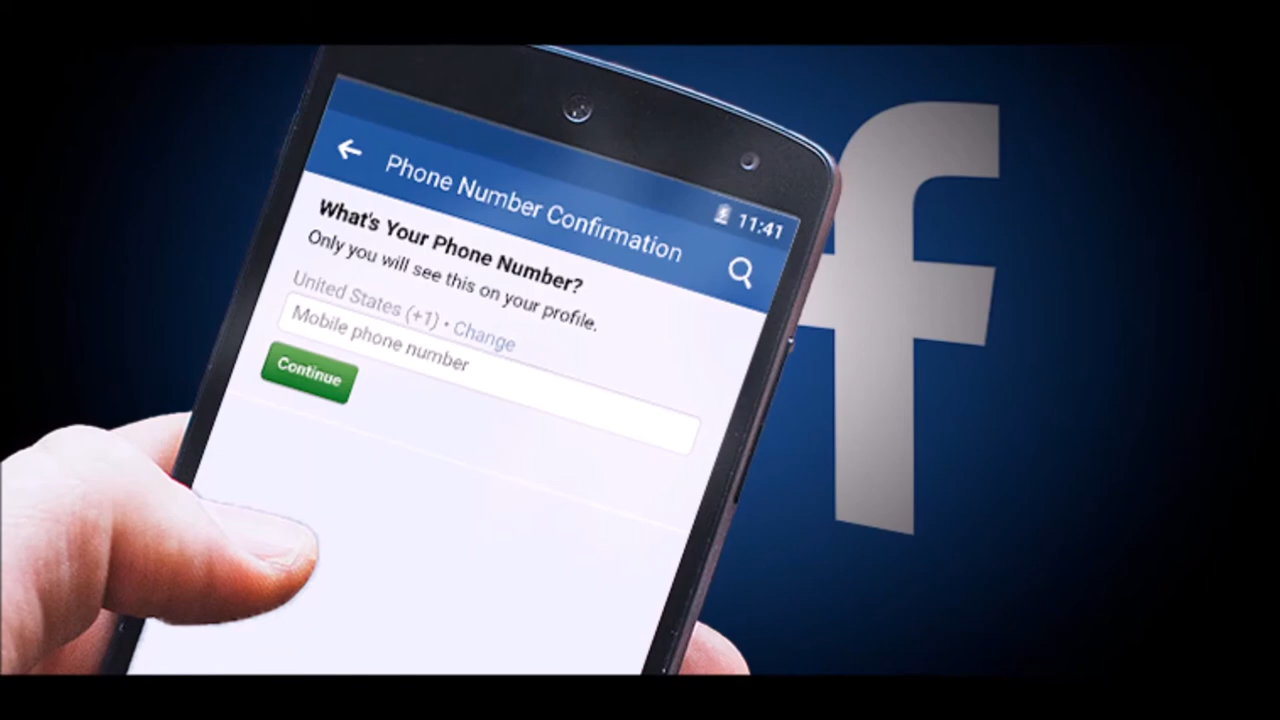 11:41
Phone Number Confirmation
What's Your Phone Number?
Only you will see this on your profile.
United States (+1) • Change
Mobile phone number
Continue
f